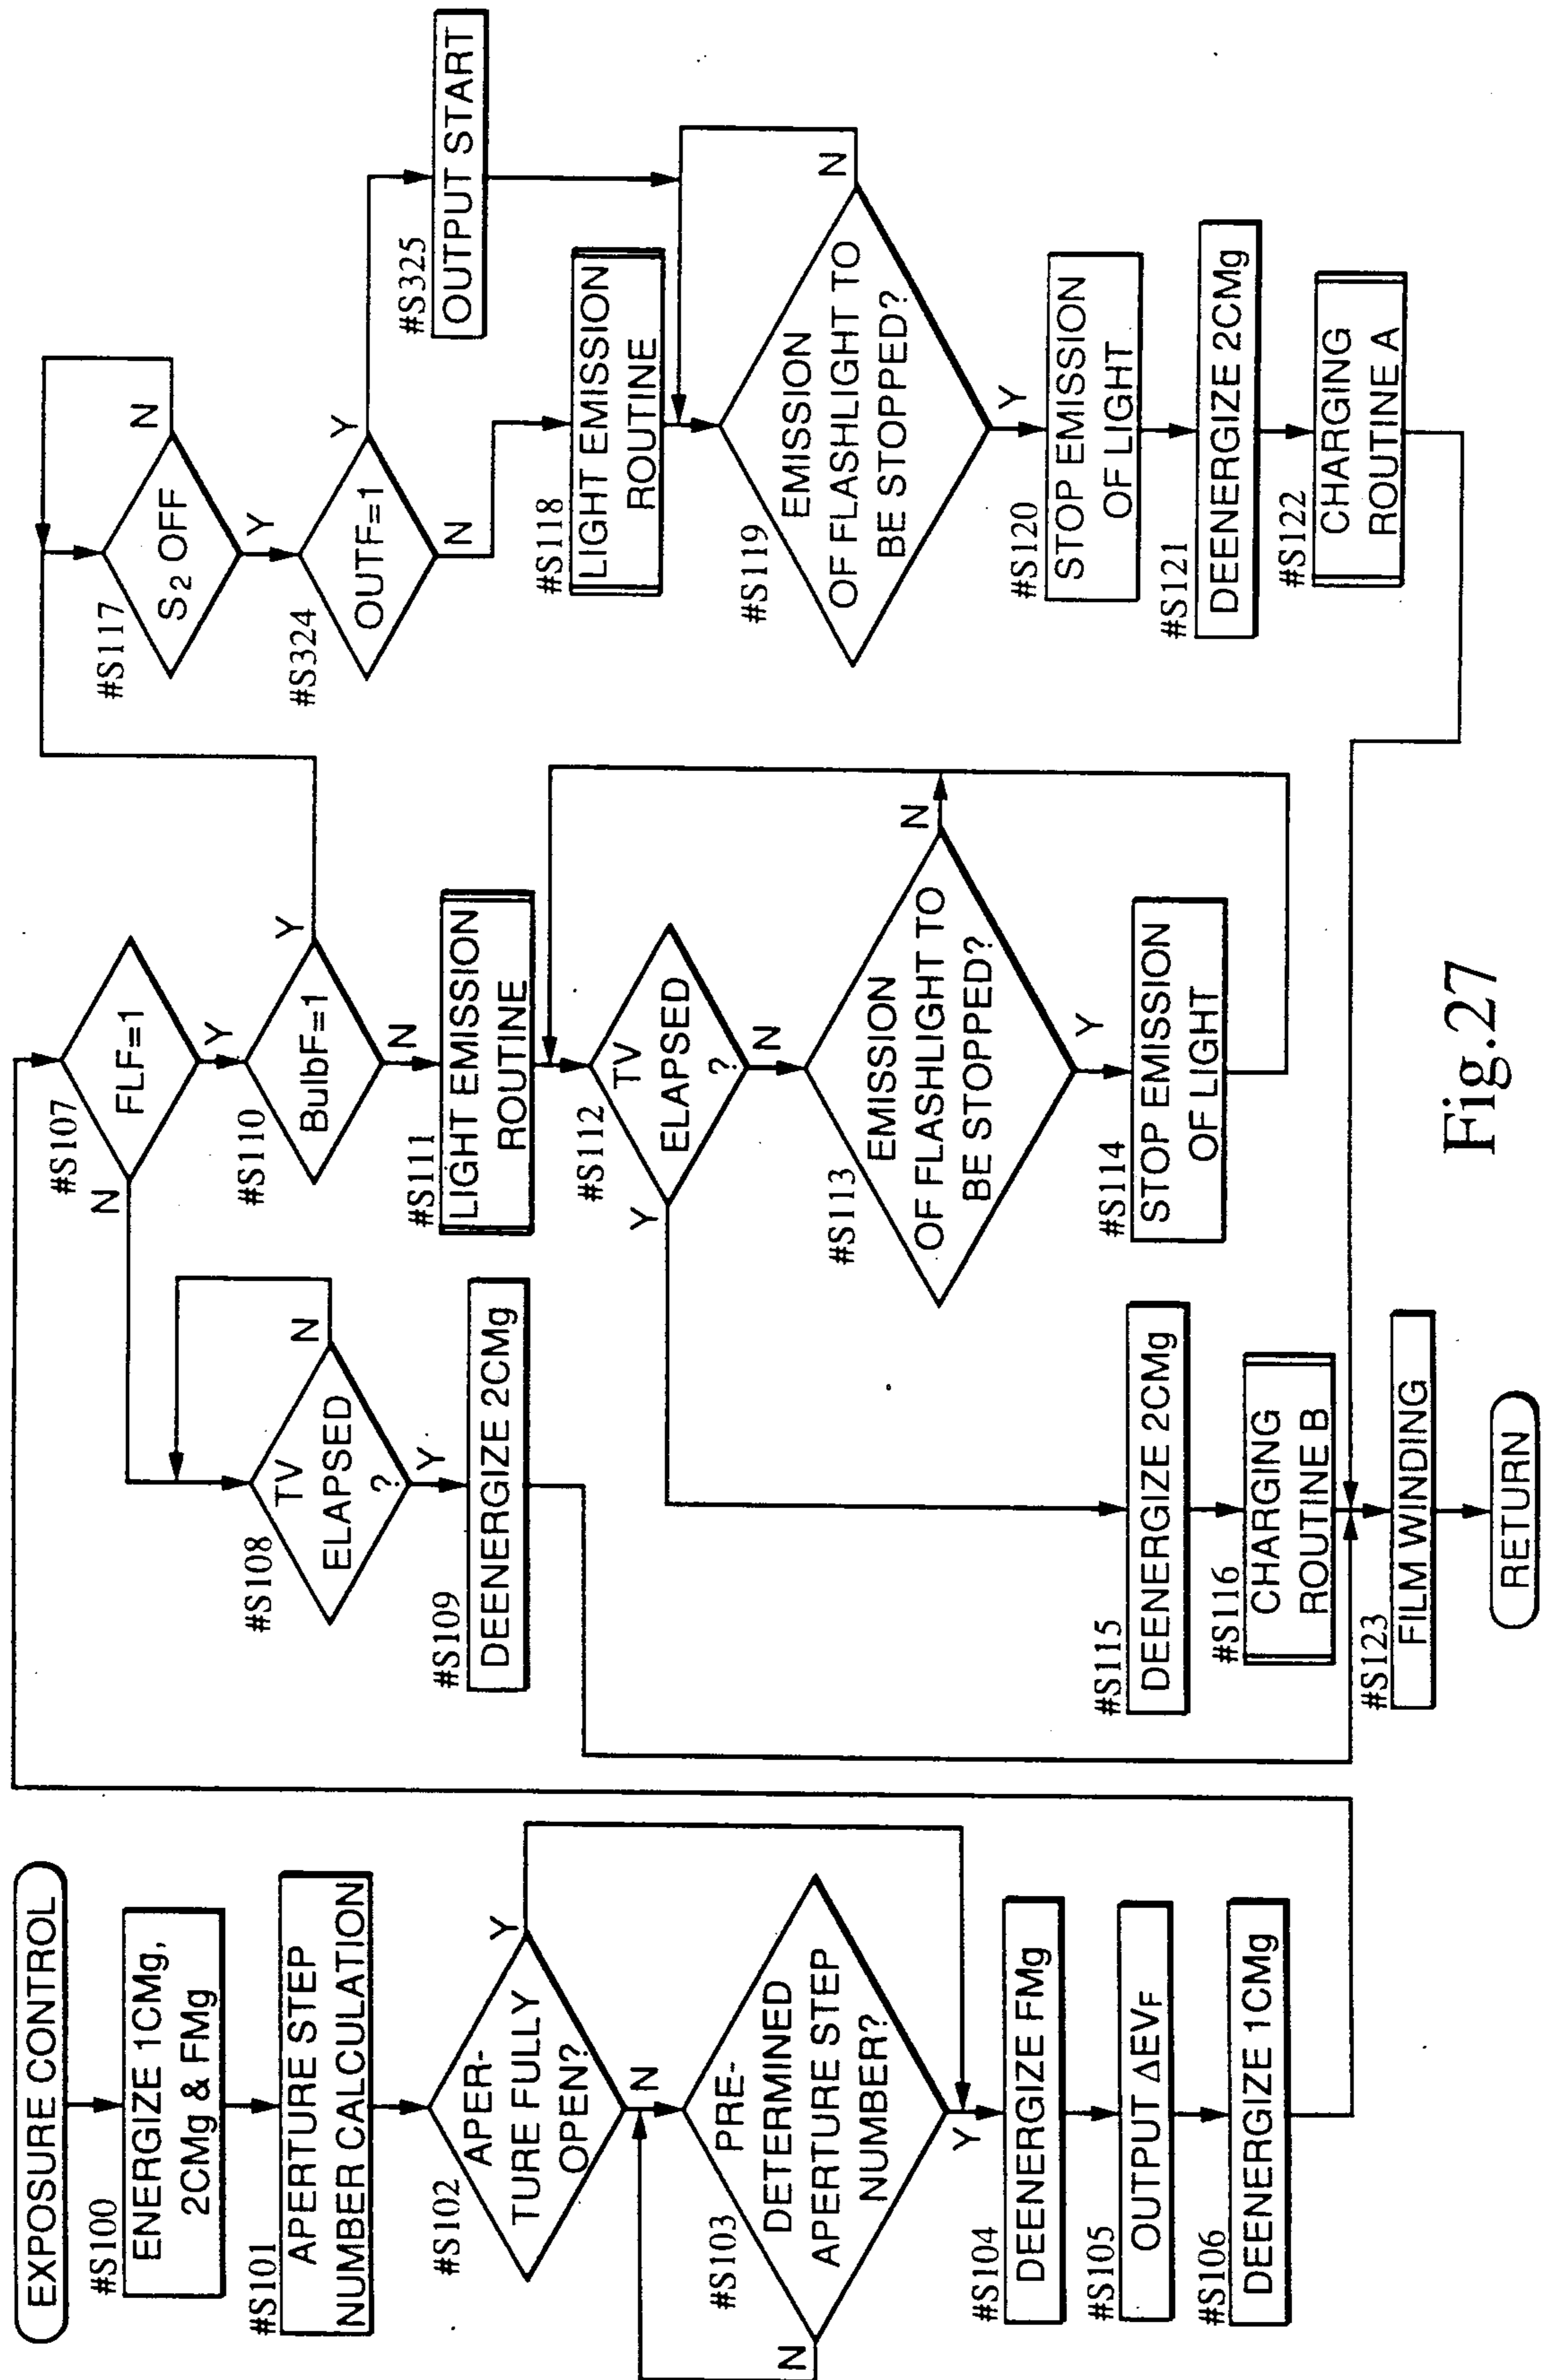 EXPOSURE CONTROL
#S100
ENERGIZE 1CMg,
2CMg & FMg
#S101
APERTURE STEP
NUMBER CALCULATION
#S102
APER-
TURE FULLY
OPEN?
Y
N
#S103
PRE-
DETERMINED
APERTURE STEP
NUMBER?
N
Y
#S104
DEENERGIZE FMg
#S105
OUTPUT ΔEVF
#S106
DEENERGIZE 1CMg
#S107
FLF=1
N
Y
#S108
TV
ELAPSED
?
N
Y
#S109
DEENERGIZE 2CMg
#S110
BulbF=1
Y
N
#S111
LIGHT EMISSION
ROUTINE
#S112
TV
ELAPSED
?
Y
N
#S113
EMISSION
OF FLASHLIGHT TO
BE STOPPED?
N
Y
#S114
STOP EMISSION
OF LIGHT
#S115
DEENERGIZE 2CMg
#S116
CHARGING
ROUTINE B
#S123
FILM WINDING
RETURN
#S117
S2 OFF
N
Y
#S324
OUTF=1
Y
N
#S325
OUTPUT START
#S118
LIGHT EMISSION
ROUTINE
#S119
EMISSION
OF FLASHLIGHT TO
BE STOPPED?
N
Y
#S120
STOP EMISSION
OF LIGHT
#S121
DEENERGIZE 2CMg
#S122
CHARGING
ROUTINE A
Fig.27